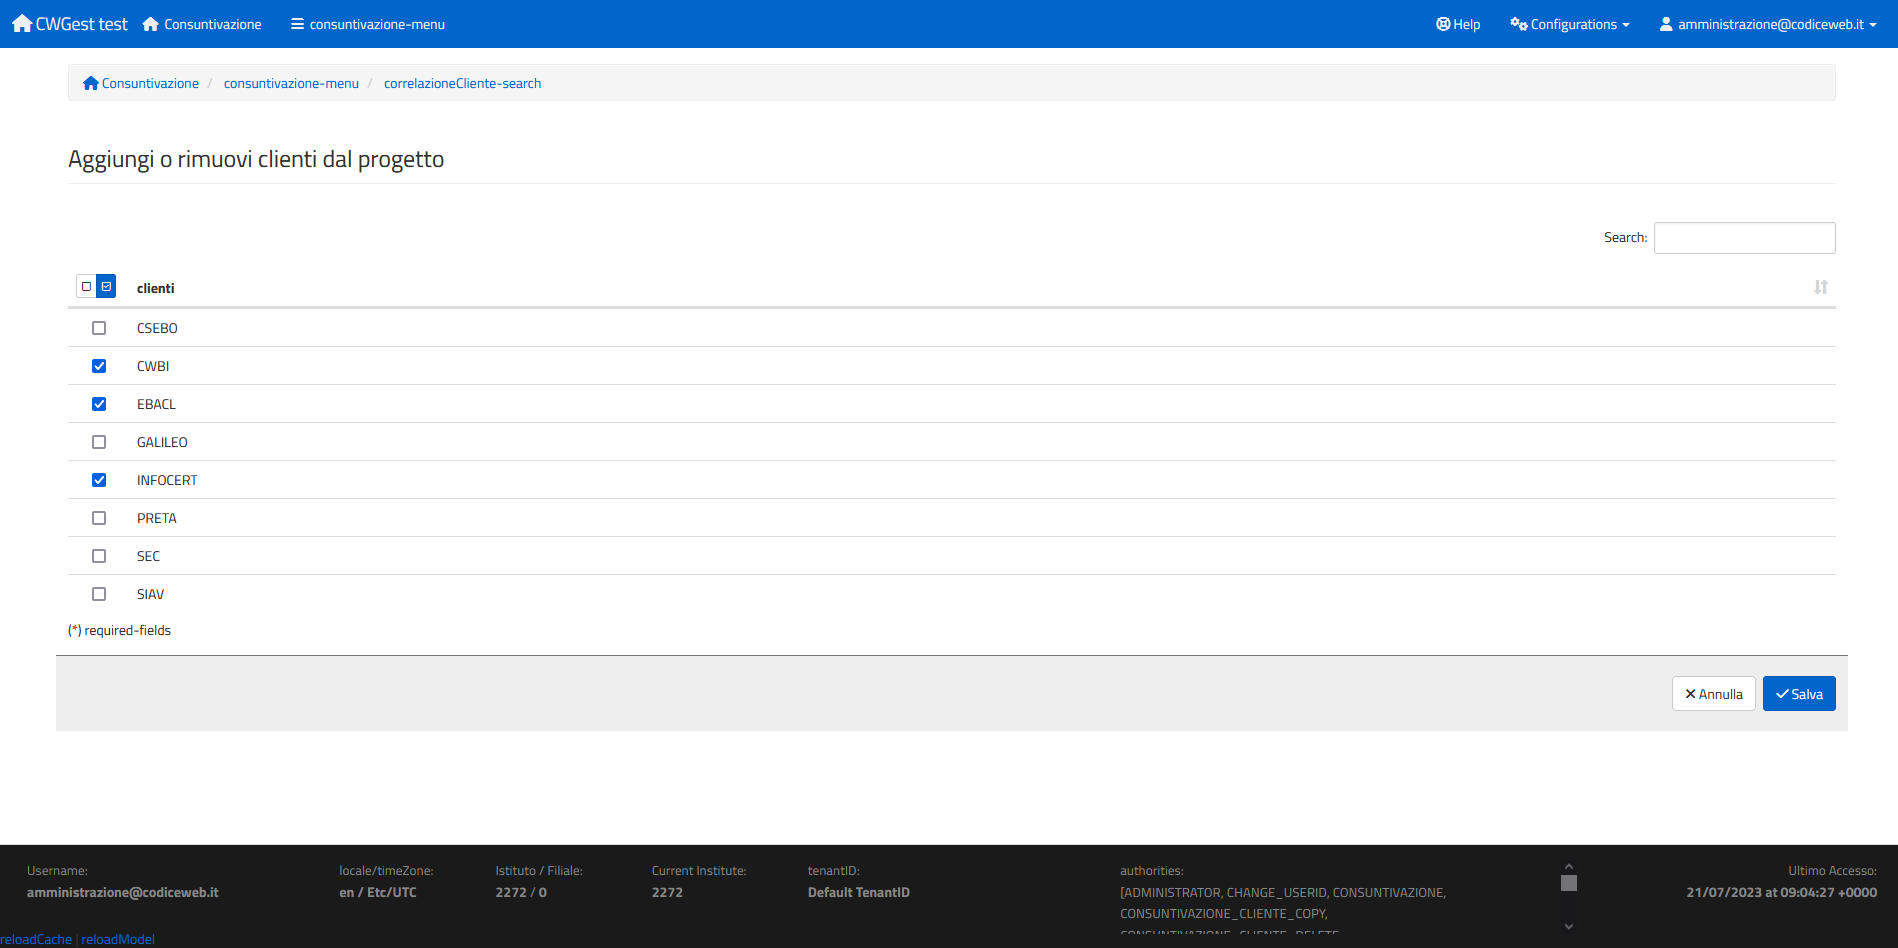 CWGest test Consuntivazione consuntivazione-menu Help Configurations amministrazione@codiceweb.it
Consuntivazione / consuntivazione-menu / correlazioneCliente-search
Aggiungi o rimuovi clienti dal progetto
Search:
clienti
CSEBO
CWBI
EBACL
GALILEO
INFOCERT
PRETA
SEC
SIAV
(*) required-fields
Annulla Salva
Username: locale/timeZone: Istituto / Filiale: Current Institute: tenantID: authorities: Ultimo Accesso:
amministrazione@codiceweb.it en / Etc/UTC 2272 / 0 2272 Default TenantID [ADMINISTRATOR, CHANGE_USERID, CONSUNTIVAZIONE, 21/07/2023 at 09:04:27 +0000
CONSUNTIVAZIONE_CLIENTE_COPY,
CONSUNTIVAZIONE_CLIENTE_DELETE
reloadCache | reloadModel